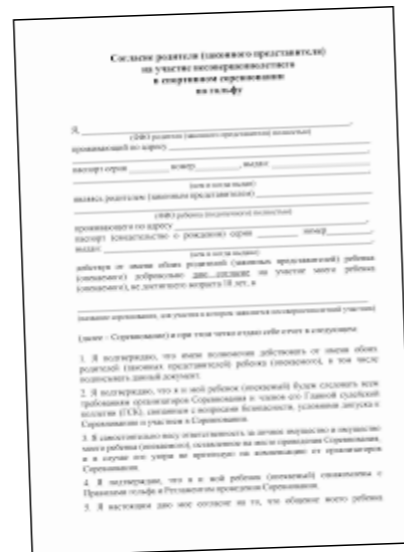 Согласие родителя (законного представителя)
на участие несовершеннолетнего
в спортивном соревновании
по гольфу
Я,
(ФИО родителя (законного представителя) полностью)
проживающий по адресу
паспорт серия номер, выдан
(кем и когда выдан)
являясь родителем (законным представителем)
(ФИО ребенка (подопечного) полностью)
проживающего по адресу
паспорт (свидетельство о рождении) серия номер,
выдан
(кем и когда выдано)
действуя от имени обоих родителей (законных представителей) ребенка
(опекаемого) добровольно даю согласие на участие моего ребенка
(опекаемого), не достигшего возраста 18 лет, в
(название соревнования, для участия в котором заявляется несовершеннолетний участник)
(далее – Соревнование) и при этом четко отдаю себе отчет в следующем:
1. Я подтверждаю, что имею полномочия действовать от имени обоих
родителей (законных представителей) ребенка (опекаемого), в том числе
подписывать данный документ.
2. Я подтверждаю, что я и мой ребенок (опекаемый) будем следовать всем
требованиям организаторов Соревнования и членов его Главной судейской
коллегии (ГСК), связанным с вопросами безопасности, условиями допуска к
Соревнованию и участия в Соревновании.
3. Я самостоятельно несу ответственность за личное имущество и имущество
моего ребенка (опекаемого), оставленное на месте проведения Соревнования,
и в случае его утери не претендую на компенсацию от организаторов
Соревнования.
4. Я подтверждаю, что я и мой ребенок (опекаемый) ознакомлены с
Правилами гольфа и Регламентом проведения Соревнования.
5. Я настоящим даю мое согласие на то, что общение моего ребенка